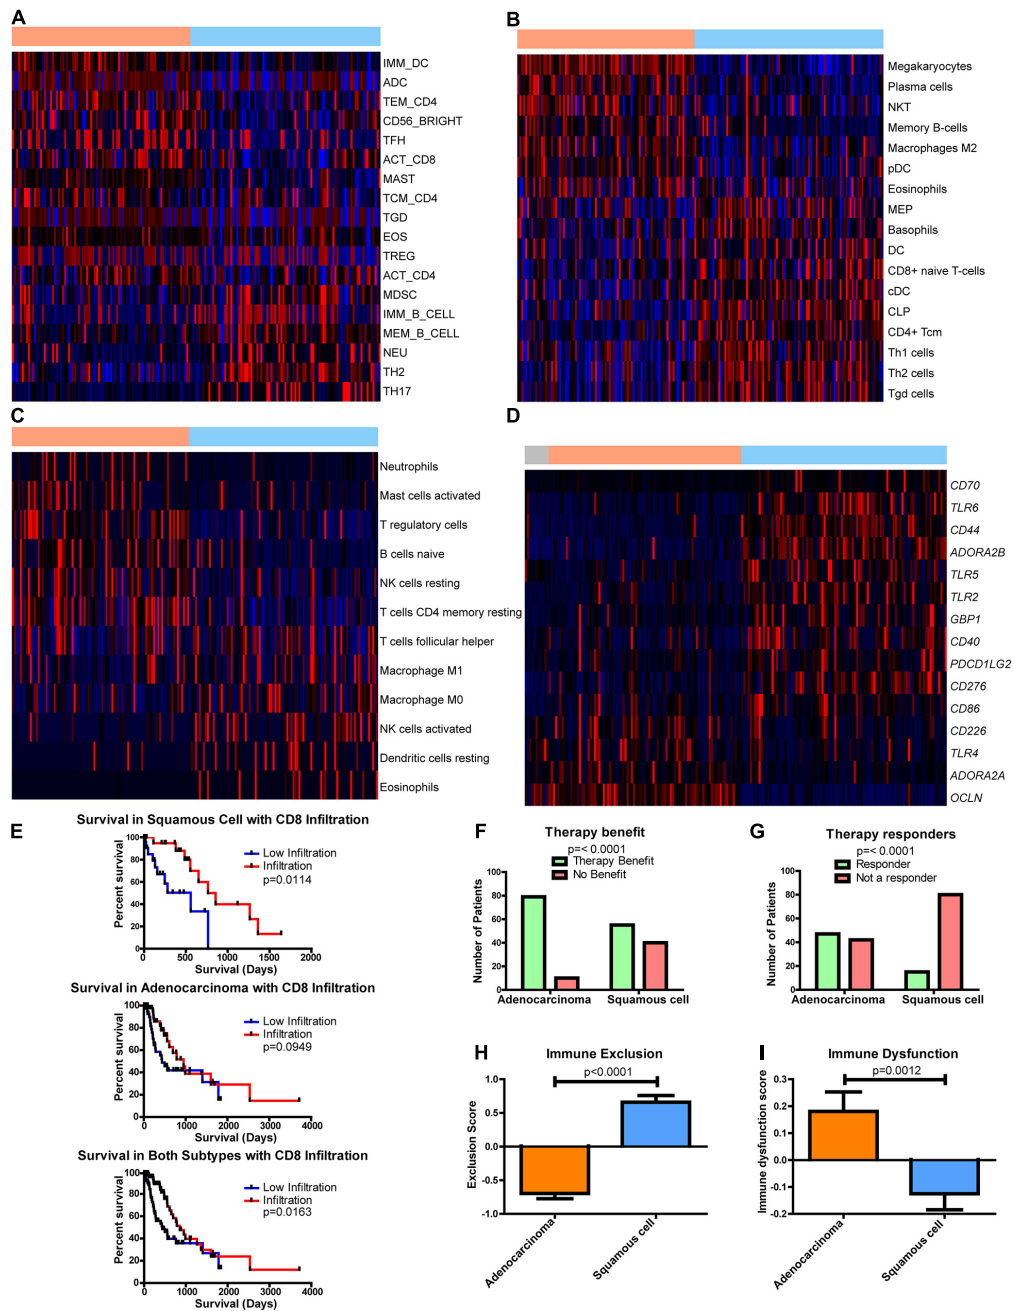 A
IMM_DC
ADC
TEM_CD4
CD56_BRIGHT
TFH
ACT_CD8
MAST
TCM_CD4
TGD
EOS
TREG
ACT_CD4
MDSC
IMM_B_CELL
MEM_B_CELL
NEU
TH2
TH17
B
Megakaryocytes
Plasma cells
NKT
Memory B-cells
Macrophages M2
pDC
Eosinophils
MEP
Basophils
DC
CD8+ naive T-cells
cDC
CLP
CD4+ Tcm
Th1 cells
Th2 cells
Tgd cells
C
Neutrophils
Mast cells activated
T regulatory cells
B cells naive
NK cells resting
T cells CD4 memory resting
T cells follicular helper
Macrophage M1
Macrophage M0
NK cells activated
Dendritic cells resting
Eosinophils
D
CD70
TLR6
CD44
ADORA2B
TLR5
TLR2
GBP1
CD40
PDCD1LG2
CD276
CD86
CD226
TLR4
ADORA2A
OCLN
E
Survival in Squamous Cell with CD8 Infiltration
Percent survival
100
80
60
40
20
0
Low Infiltration
Infiltration
p=0.0114
0 500 1000 1500 2000
Survival (Days)
Survival in Adenocarcinoma with CD8 Infiltration
Percent survival
100
80
60
40
20
0
Low Infiltration
Infiltration
p=0.0949
0 1000 2000 3000 4000
Survival (Days)
Survival in Both Subtypes with CD8 Infiltration
Percent survival
100
80
60
40
20
0
Low Infiltration
Infiltration
p=0.0163
0 1000 2000 3000 4000
Survival (Days)
F
Therapy benefit
p=< 0.0001
Therapy Benefit
No Benefit
Number of Patients
100
80
60
40
20
0
Adenocarcinoma Squamous cell
G
Therapy responders
p=< 0.0001
Responder
Not a responder
Number of Patients
100
80
60
40
20
0
Adenocarcinoma Squamous cell
H
Immune Exclusion
p<0.0001
Exclusion Score
1.0
0.5
0.0
-0.5
-1.0
Adenocarcinoma
Squamous cell
I
Immune Dysfunction
p=0.0012
Immune dysfunction score
0.3
0.2
0.1
0.0
-0.1
-0.2
Adenocarcinoma
Squamous cell